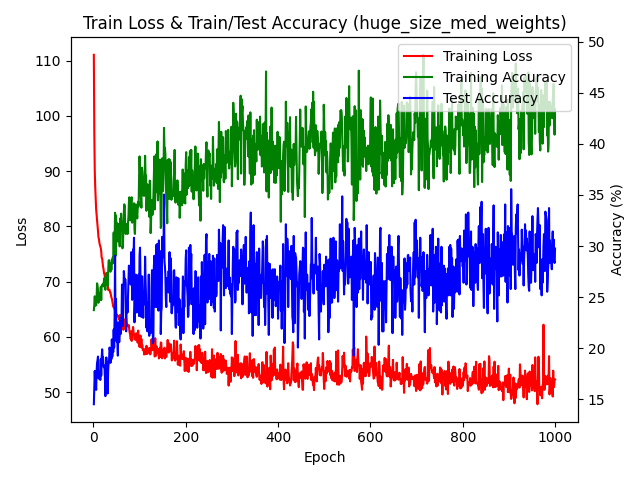 Train Loss & Train/Test Accuracy (huge_size_med_weights)
Training Loss
Training Accuracy
Test Accuracy
Loss
110
100
90
80
70
60
50
50
45
40
35
30
25
20
15
Accuracy (%)
0 200 400 600 800 1000
Epoch